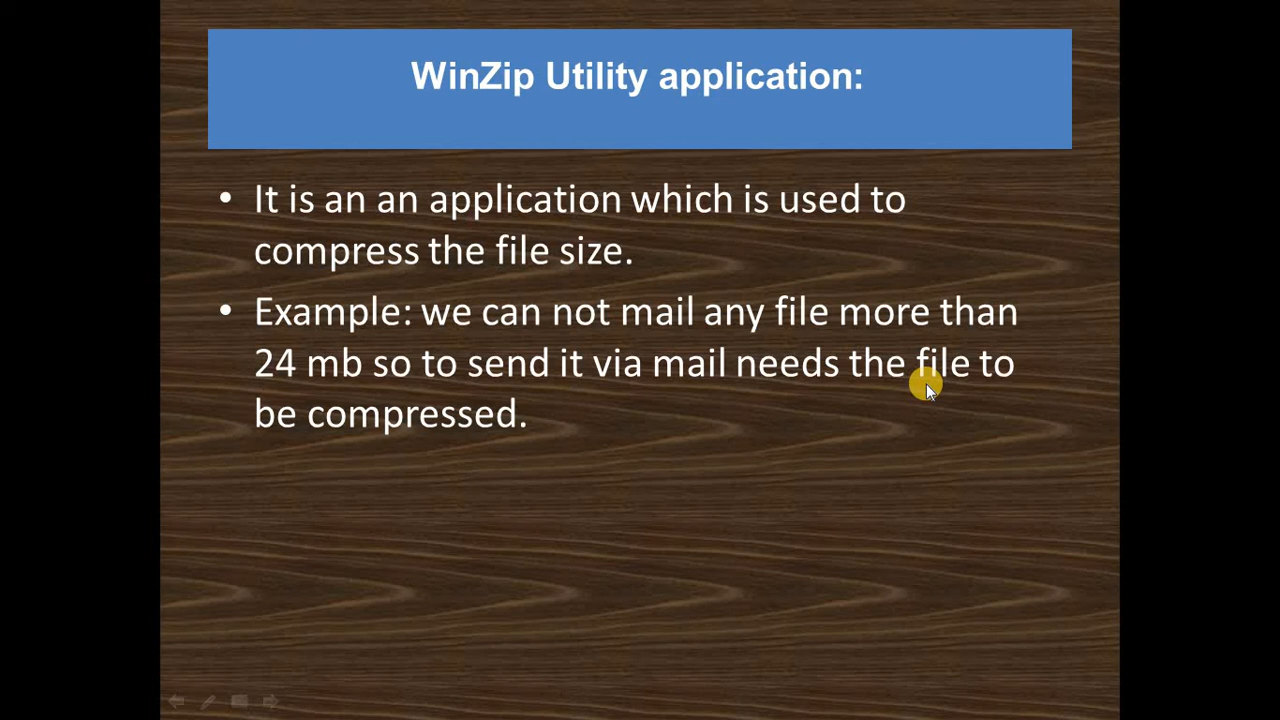 WinZip Utility application:
• It is an an application which is used to
compress the file size.
• Example: we can not mail any file more than
24 mb so to send it via mail needs the file to
be compressed.